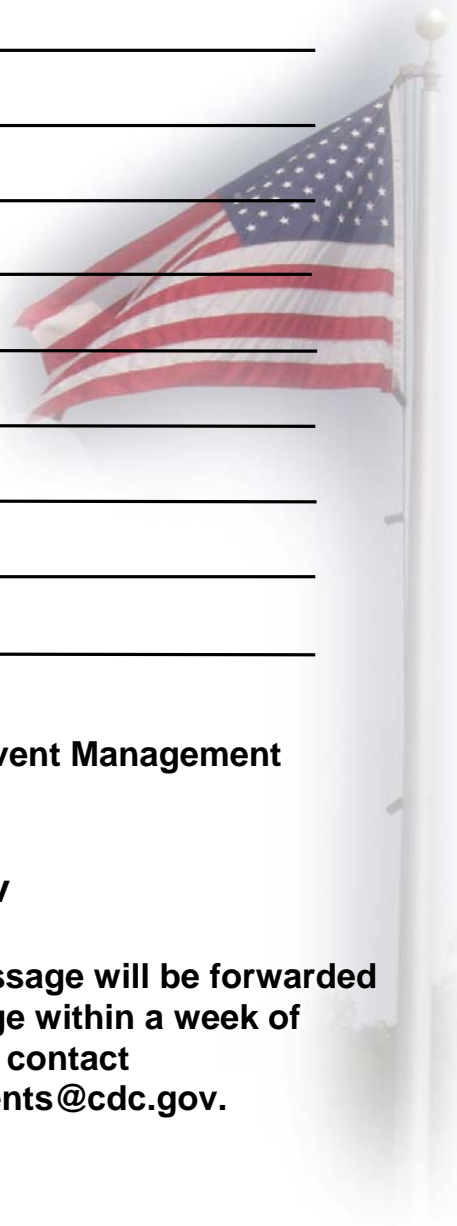 vent Management
v
ssage will be forwarded
ge within a week of
contact
ents@cdc.gov.